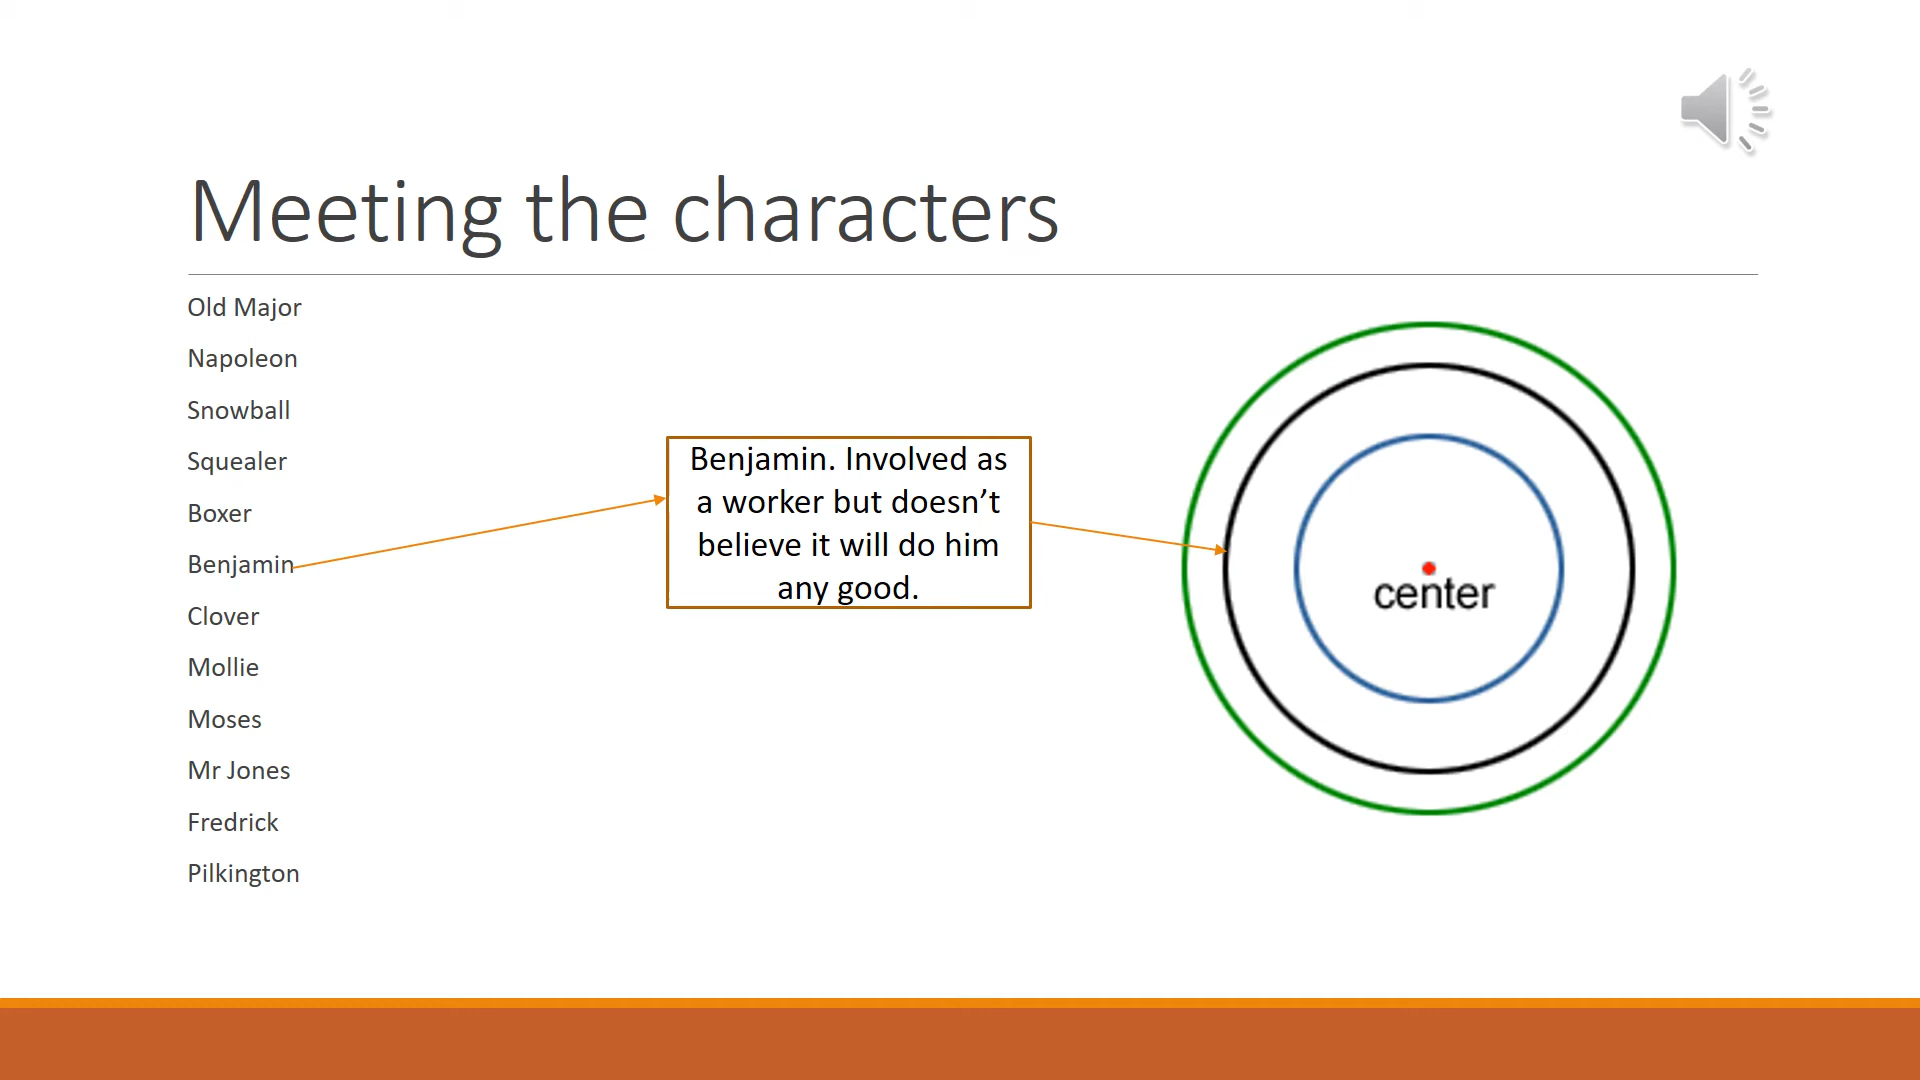 Meeting the characters
Old Major
Napoleon
Snowball
Squealer
Boxer
Benjamin
Clover
Mollie
Moses
Mr Jones
Fredrick
Pilkington
Benjamin. Involved as
a worker but doesn’t
believe it will do him
any good.
center